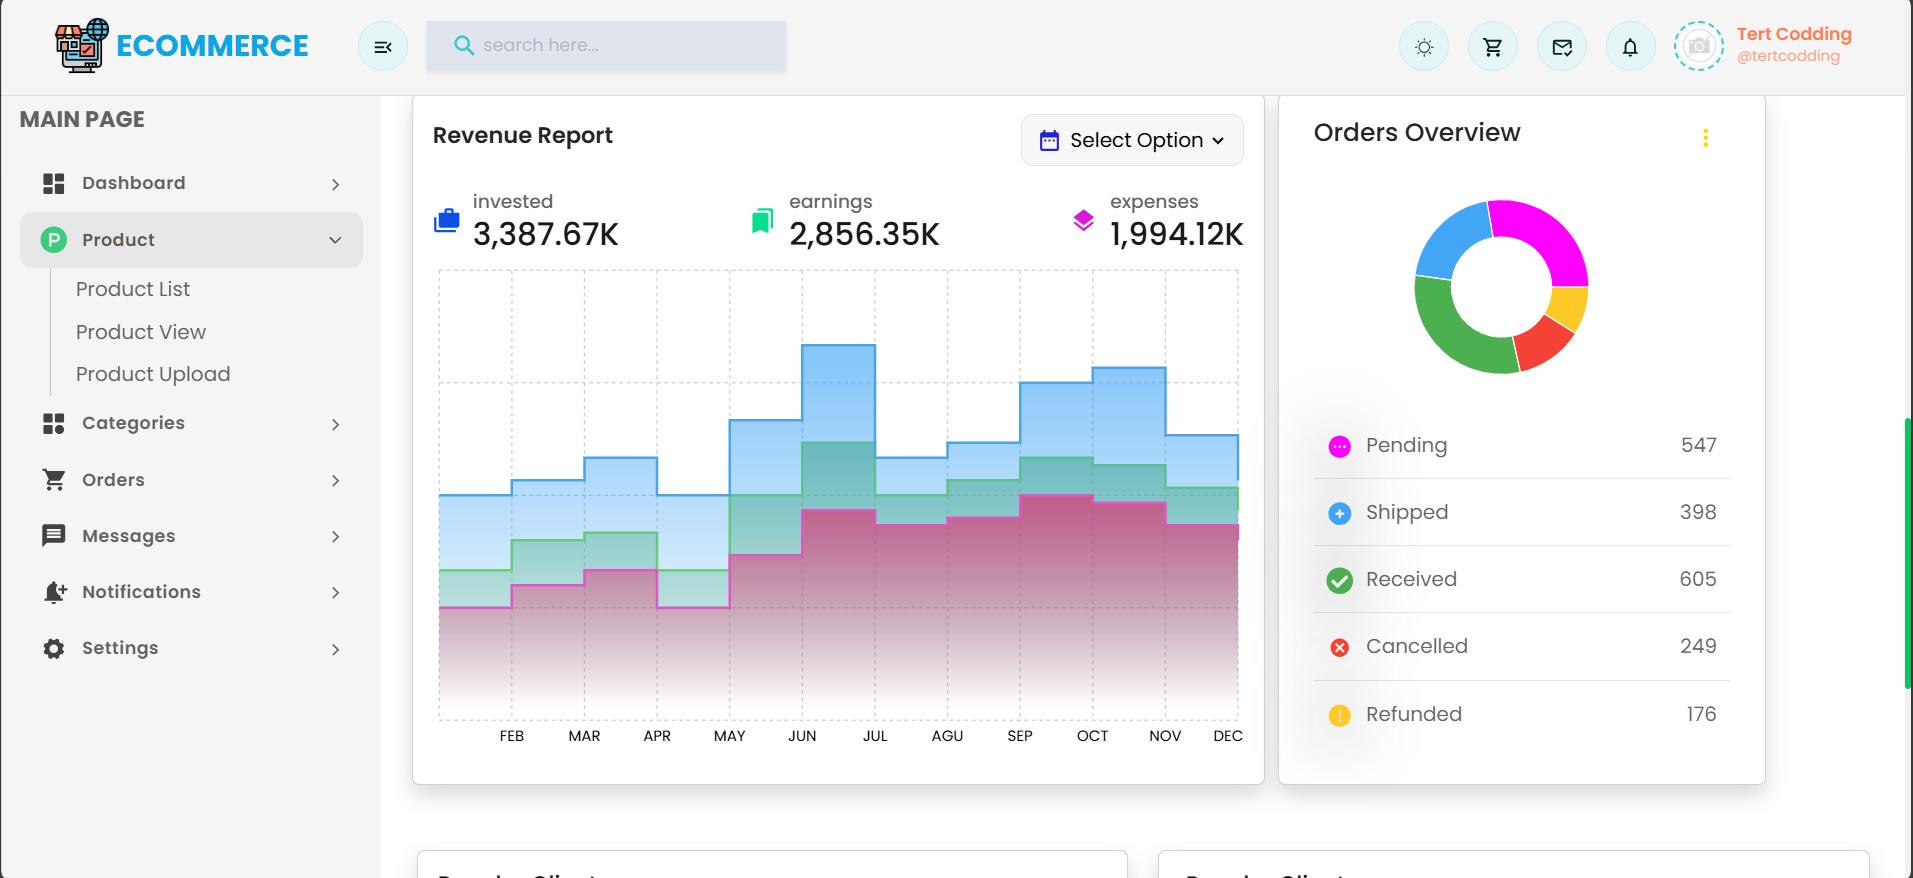 ECOMMERCE
search here...
Tert Codding
@tertcodding
MAIN PAGE
Dashboard
P Product
Product List
Product View
Product Upload
Categories
Orders
Messages
Notifications
Settings
Revenue Report
Select Option
invested
3,387.67K
earnings
2,856.35K
expenses
1,994.12K
FEB MAR APR MAY JUN JUL AGU SEP OCT NOV DEC
Orders Overview
Pending 547
Shipped 398
Received 605
Cancelled 249
Refunded 176